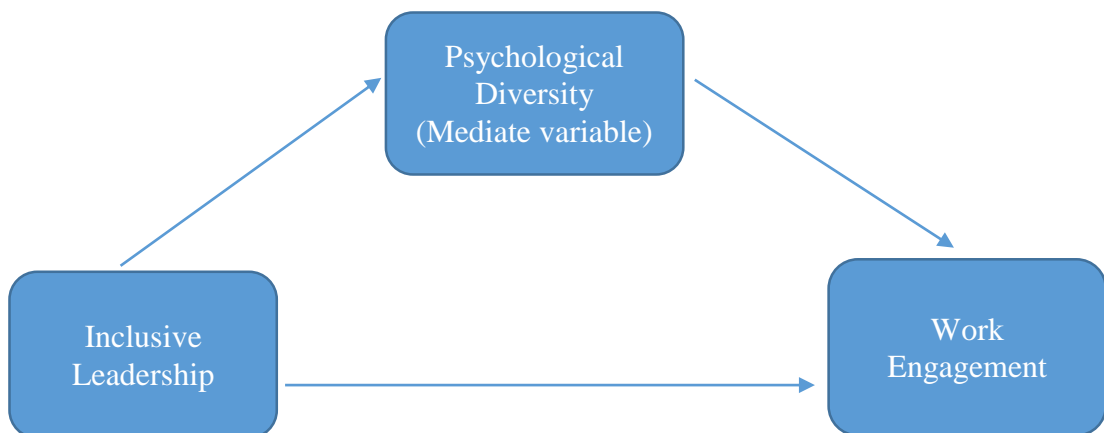 Psychological
Diversity
(Mediate variable)
Inclusive
Leadership
Work
Engagement